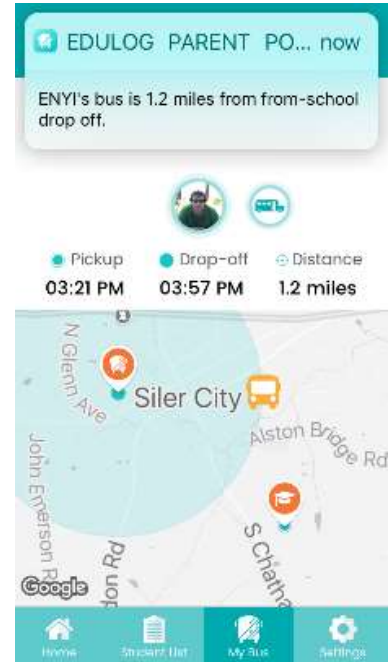 EDULOG PARENT PO... now
ENYI's bus is 1.2 miles from from-school
drop off.
Pickup
Drop-off
Distance
03:21 PM
03:57 PM
1.2 miles
N Glenn Ave
Siler City
Alston Bridge Rd
John Emerson R
don Rd
S Chatha
Google
Home
Student List
My Bus
Settings